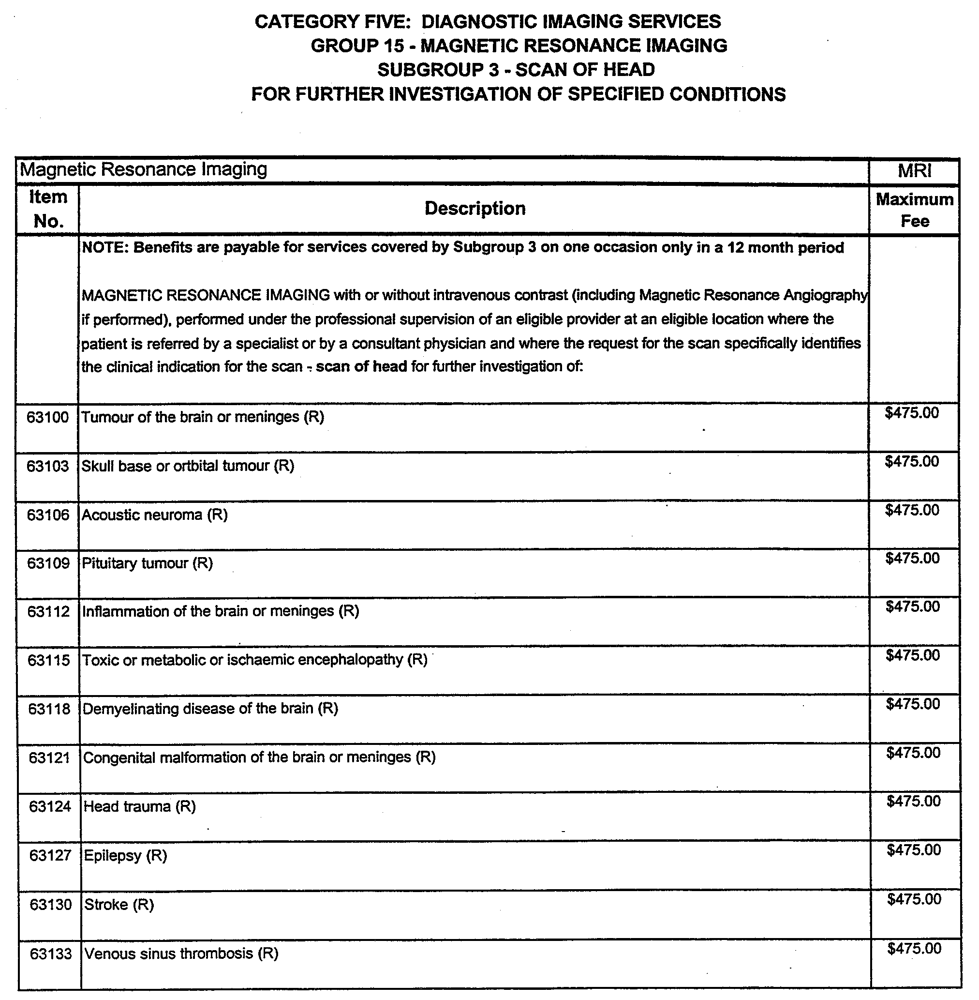 CATEGORY FIVE: DIAGNOSTIC IMAGING SERVICES
GROUP 15 - MAGNETIC RESONANCE IMAGING
SUBGROUP 3 - SCAN OF HEAD
FOR FURTHER INVESTIGATION OF SPECIFIED CONDITIONS
Magnetic Resonance Imaging MRI
Item No. Description Maximum Fee
NOTE: Benefits are payable for services covered by Subgroup 3 on one occasion only in a 12 month period
MAGNETIC RESONANCE IMAGING with or without intravenous contrast (including Magnetic Resonance Angiography
if performed), performed under the professional supervision of an eligible provider at an eligible location where the
patient is referred by a specialist or by a consultant physician and where the request for the scan specifically identifies
the clinical indication for the scan - scan of head for further investigation of:
63100 Tumour of the brain or meninges (R) $475.00
63103 Skull base or ortbital tumour (R) $475.00
63106 Acoustic neuroma (R) $475.00
63109 Pituitary tumour (R) $475.00
63112 Inflammation of the brain or meninges (R) $475.00
63115 Toxic or metabolic or ischaemic encephalopathy (R) $475.00
63118 Demyelinating disease of the brain (R) $475.00
63121 Congenital malformation of the brain or meninges (R) $475.00
63124 Head trauma (R) $475.00
63127 Epilepsy (R) $475.00
63130 Stroke (R) $475.00
63133 Venous sinus thrombosis (R) $475.00